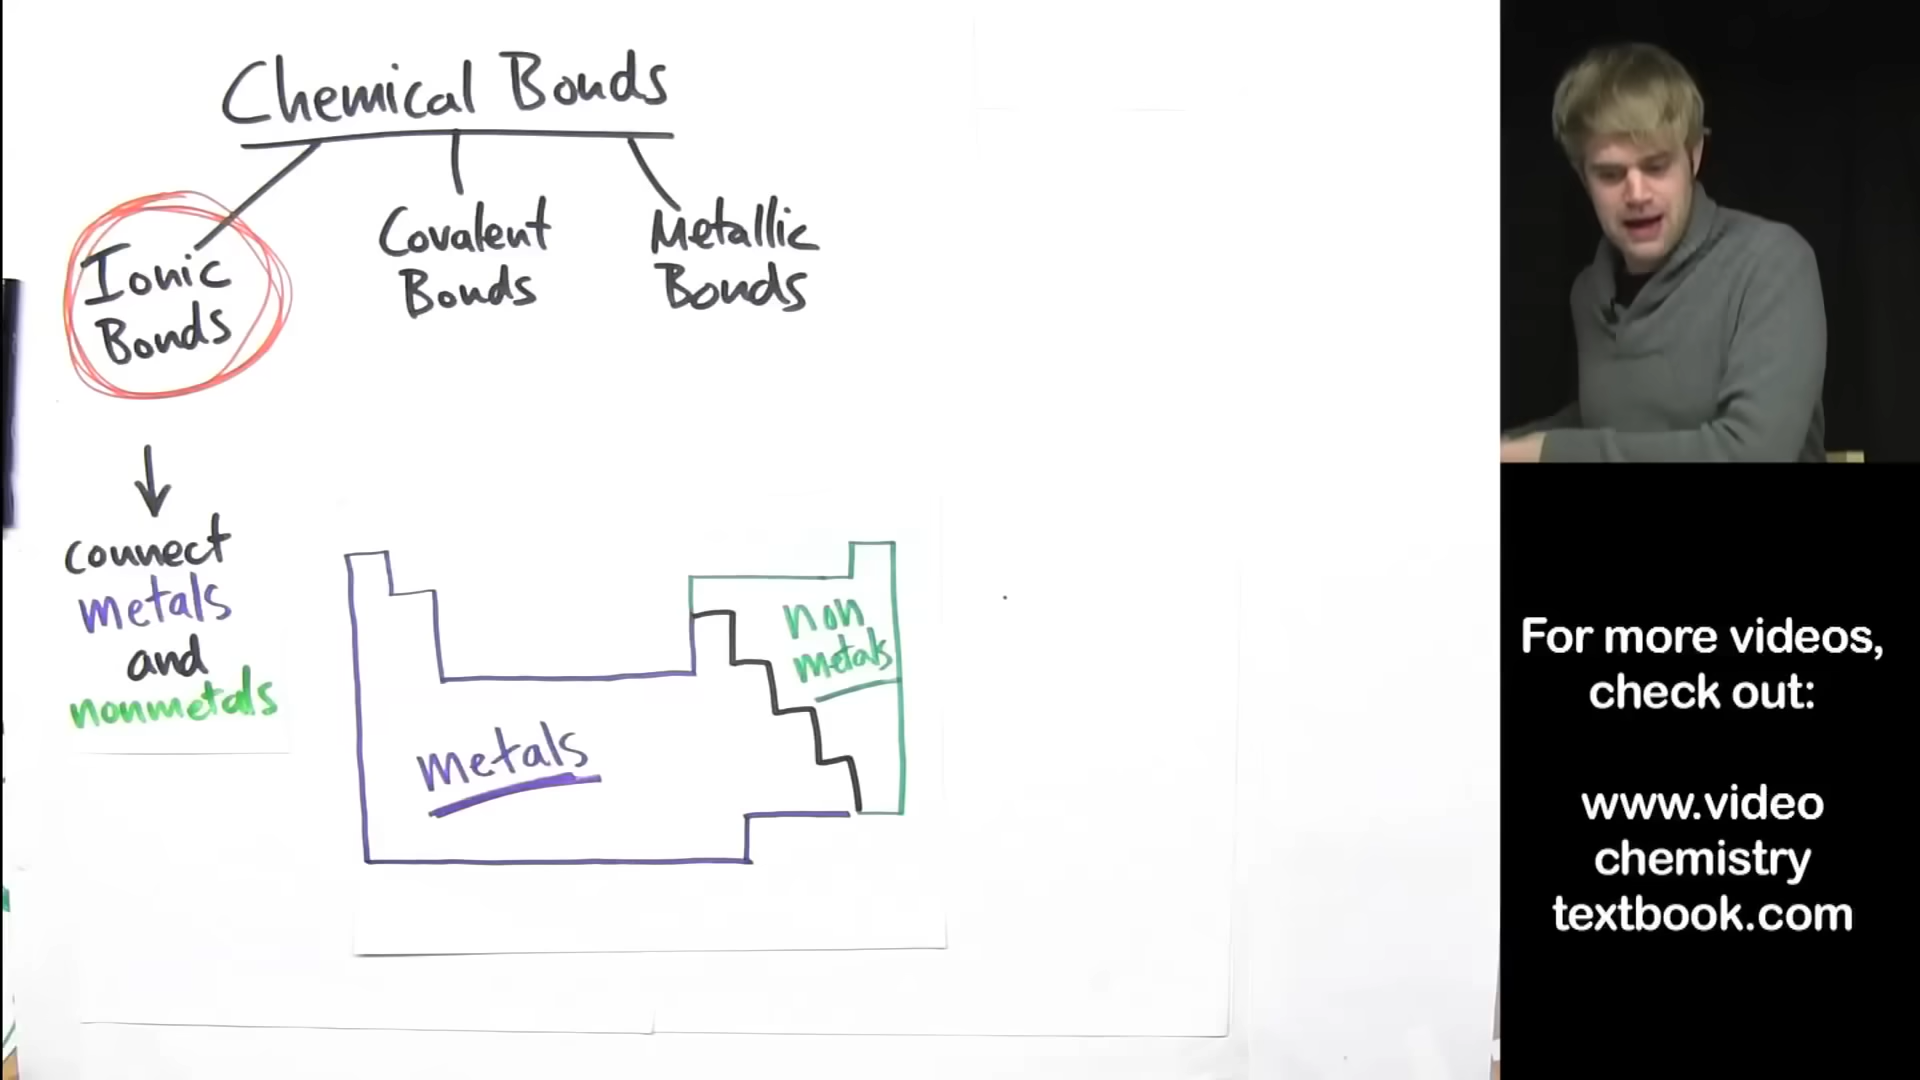 Chemical Bonds
Ionic
Bonds
Covalent
Bonds
Metallic
Bonds
connect
metals
and
nonmetals
metals
non
metals
For more videos,
check out:
www.video
chemistry
textbook.com